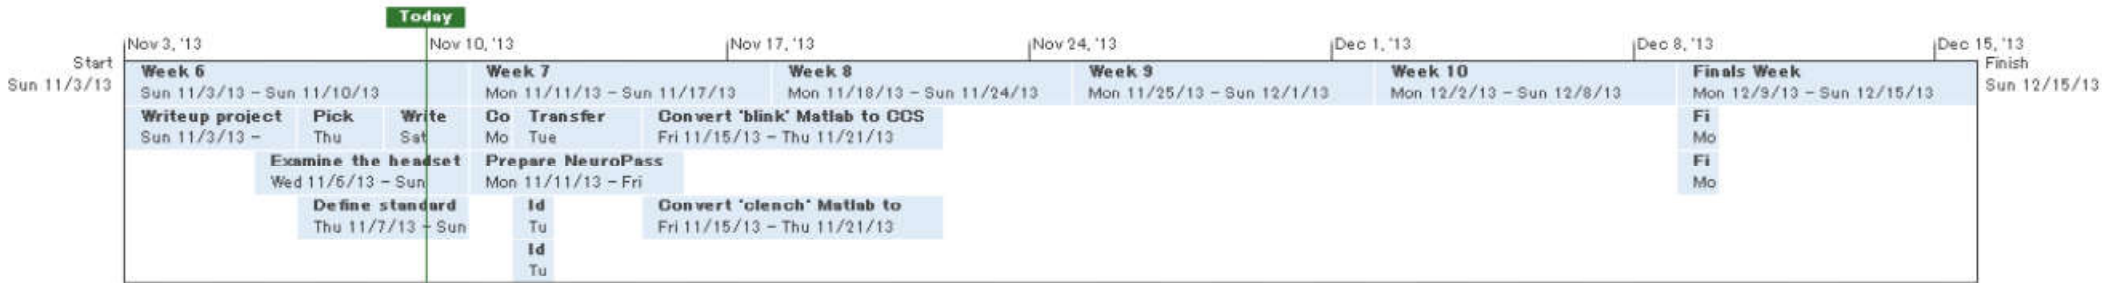 Today
Nov 3, '13 Nov 10, '13 Nov 17, '13 Nov 24, '13 Dec 1, '13 Dec 8, '13 Dec 15, '13
Start
Sun 11/3/13
Finish
Sun 12/15/13
Week 6 Week 7 Week 8 Week 9 Week 10 Finals Week
Sun 11/3/13 – Sun 11/10/13 Mon 11/11/13 – Sun 11/17/13 Mon 11/18/13 – Sun 11/24/13 Mon 11/25/13 – Sun 12/1/13 Mon 12/2/13 – Sun 12/8/13 Mon 12/9/13 – Sun 12/15/13
Writeup project Pick Write Co Transfer Convert 'blink' Matlab to CCS Fi
Sun 11/3/13 – Thu Sat Mo Tue Fri 11/15/13 – Thu 11/21/13 Mo
Examine the headset Prepare NeuroPass Fi
Wed 11/6/13 – Sun Mon 11/11/13 – Fri Mo
Define standard Id Convert 'clench' Matlab to
Thu 11/7/13 – Sun Tu Fri 11/15/13 – Thu 11/21/13
Id
Tu